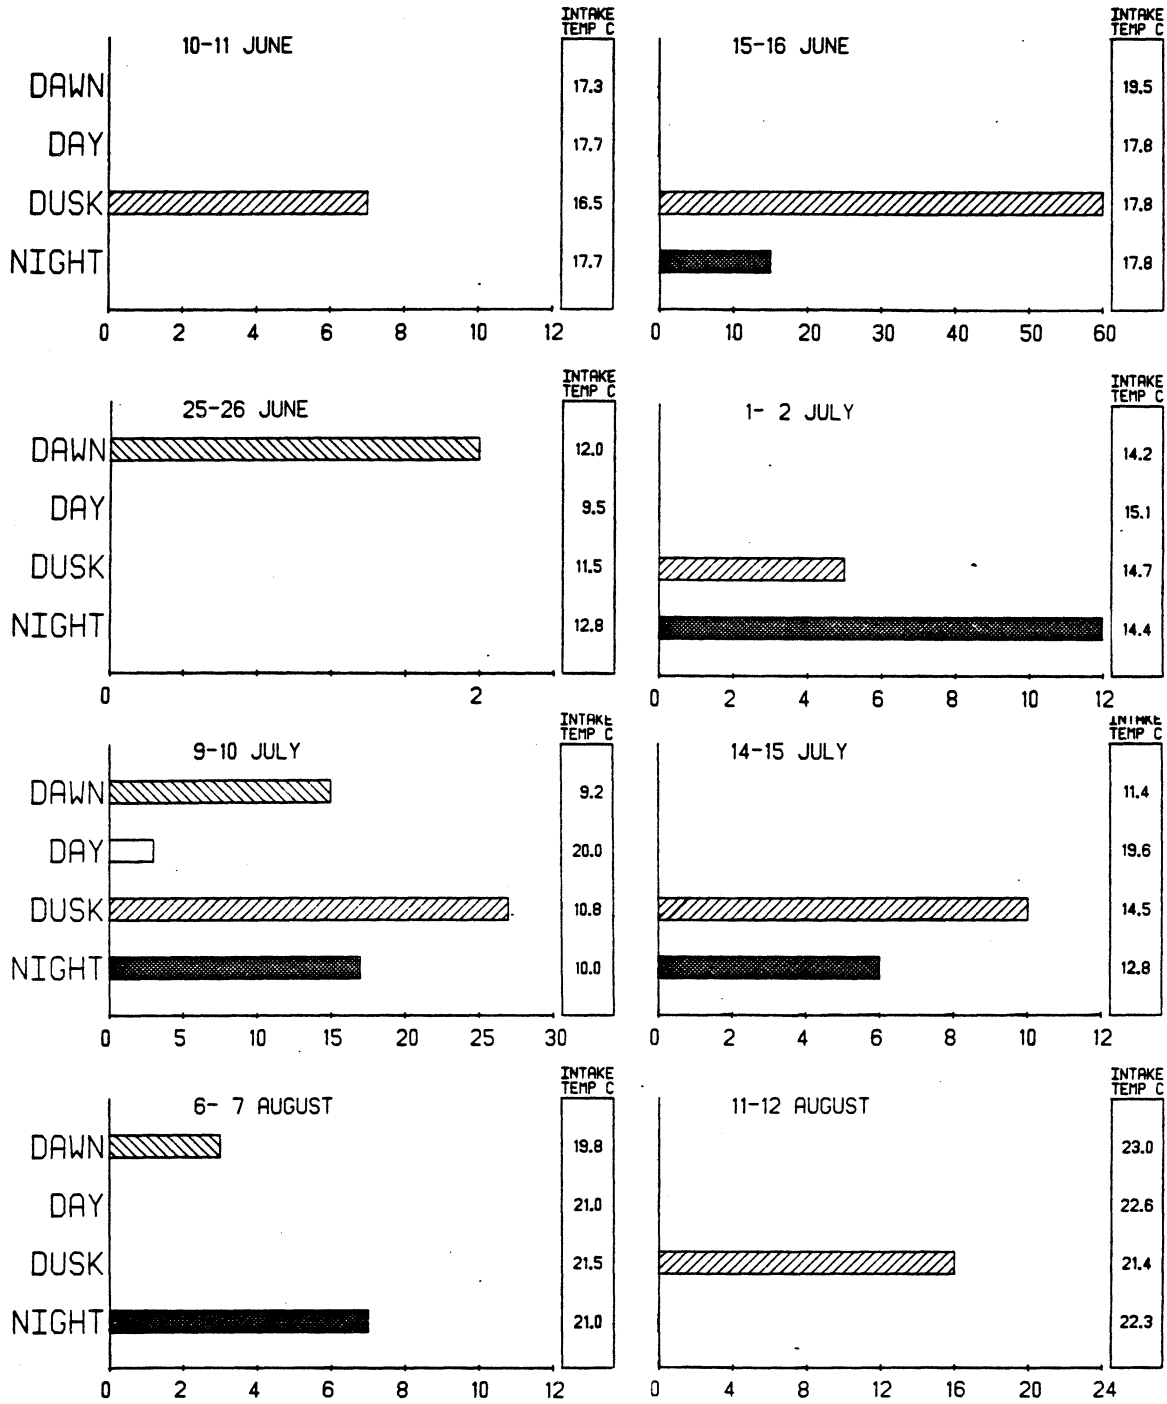 INTAKE
TEMP C
INTAKE
TEMP C
10-11 JUNE
15-16 JUNE
DAWN 17.3 19.5
DAY 17.7 17.8
DUSK 16.5 17.8
NIGHT 17.7 17.8
0 2 4 6 8 10 12
0 10 20 30 40 50 60
INTAKE
TEMP C
INTAKE
TEMP C
25-26 JUNE
1- 2 JULY
DAWN 12.0 14.2
DAY 9.5 15.1
DUSK 11.5 14.7
NIGHT 12.8 14.4
0 2
0 2 4 6 8 10 12
INTAKE
TEMP C
INTAKE
TEMP C
9-10 JULY
14-15 JULY
DAWN 9.2 11.4
DAY 20.0 19.6
DUSK 10.8 14.5
NIGHT 10.0 12.8
0 5 10 15 20 25 30
0 2 4 6 8 10 12
INTAKE
TEMP C
INTAKE
TEMP C
6- 7 AUGUST
11-12 AUGUST
DAWN 19.8 23.0
DAY 21.0 22.6
DUSK 21.5 21.4
NIGHT 21.0 22.3
0 2 4 6 8 10 12
0 4 8 12 16 20 24